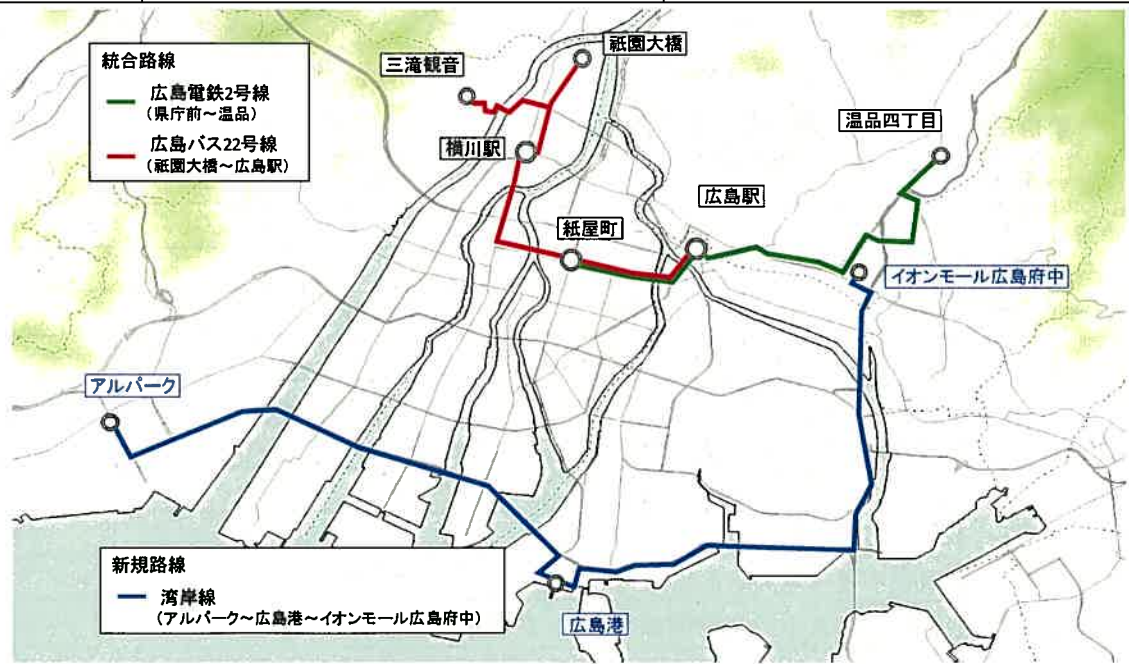 統合路線
広島電鉄2号線
(県庁前～温品)
広島バス22号線
(祇園大橋～広島駅)
三滝観音
祇園大橋
横川駅
温品四丁目
広島駅
紙屋町
イオンモール広島府中
アルパーク
新規路線
湾岸線
(アルパーク～広島港～イオンモール広島府中)
広島港